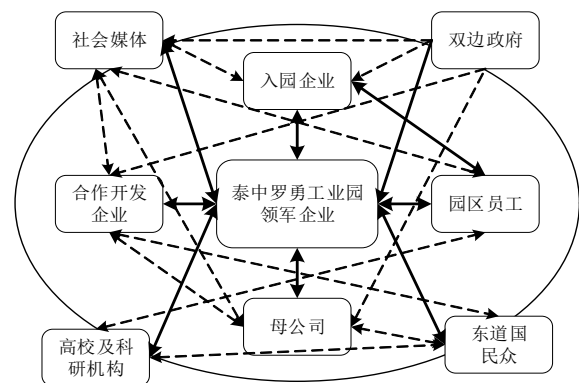 社会媒体
双边政府
入园企业
合作开发
企业
泰中罗勇工业园
领军企业
园区员工
母公司
高校及科
研机构
东道国
民众